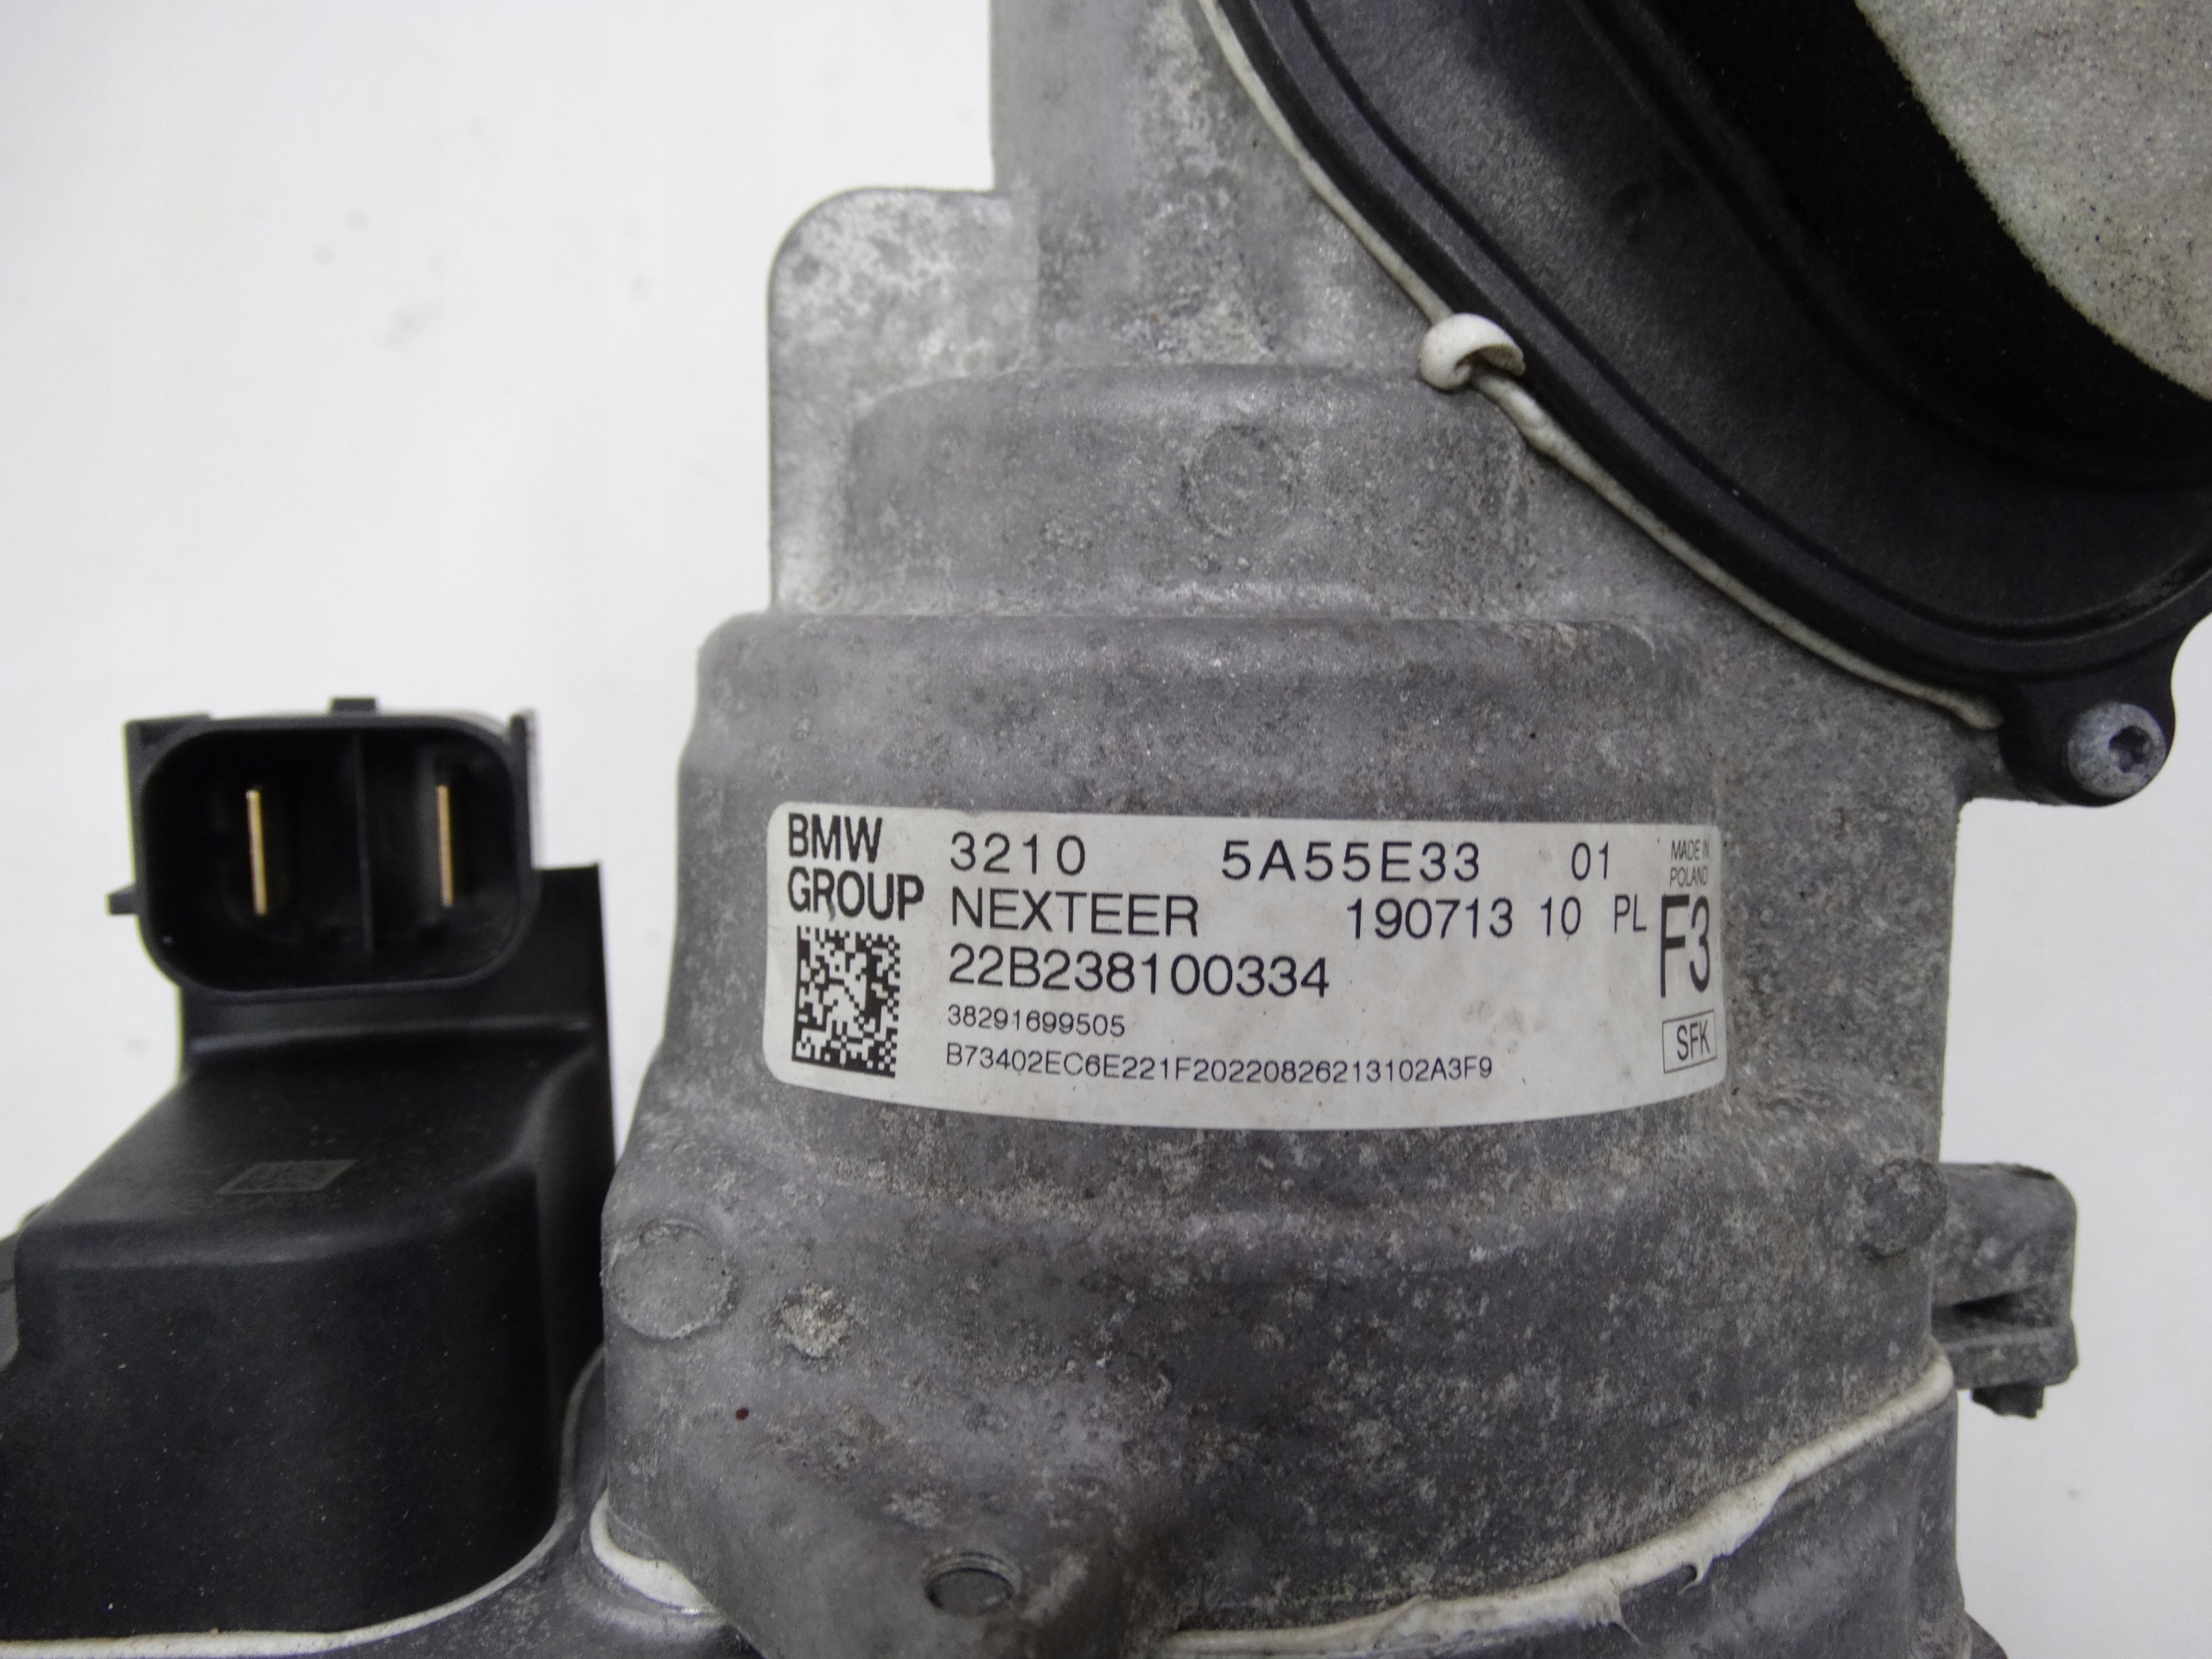 BMW GROUP
3210 5A55E33 01
NEXTEER 190713 10 PL
22B238100334
38291699505
B73402EC6E221F20220826213102A3F9
MADE IN
POLAND
F3
SFK